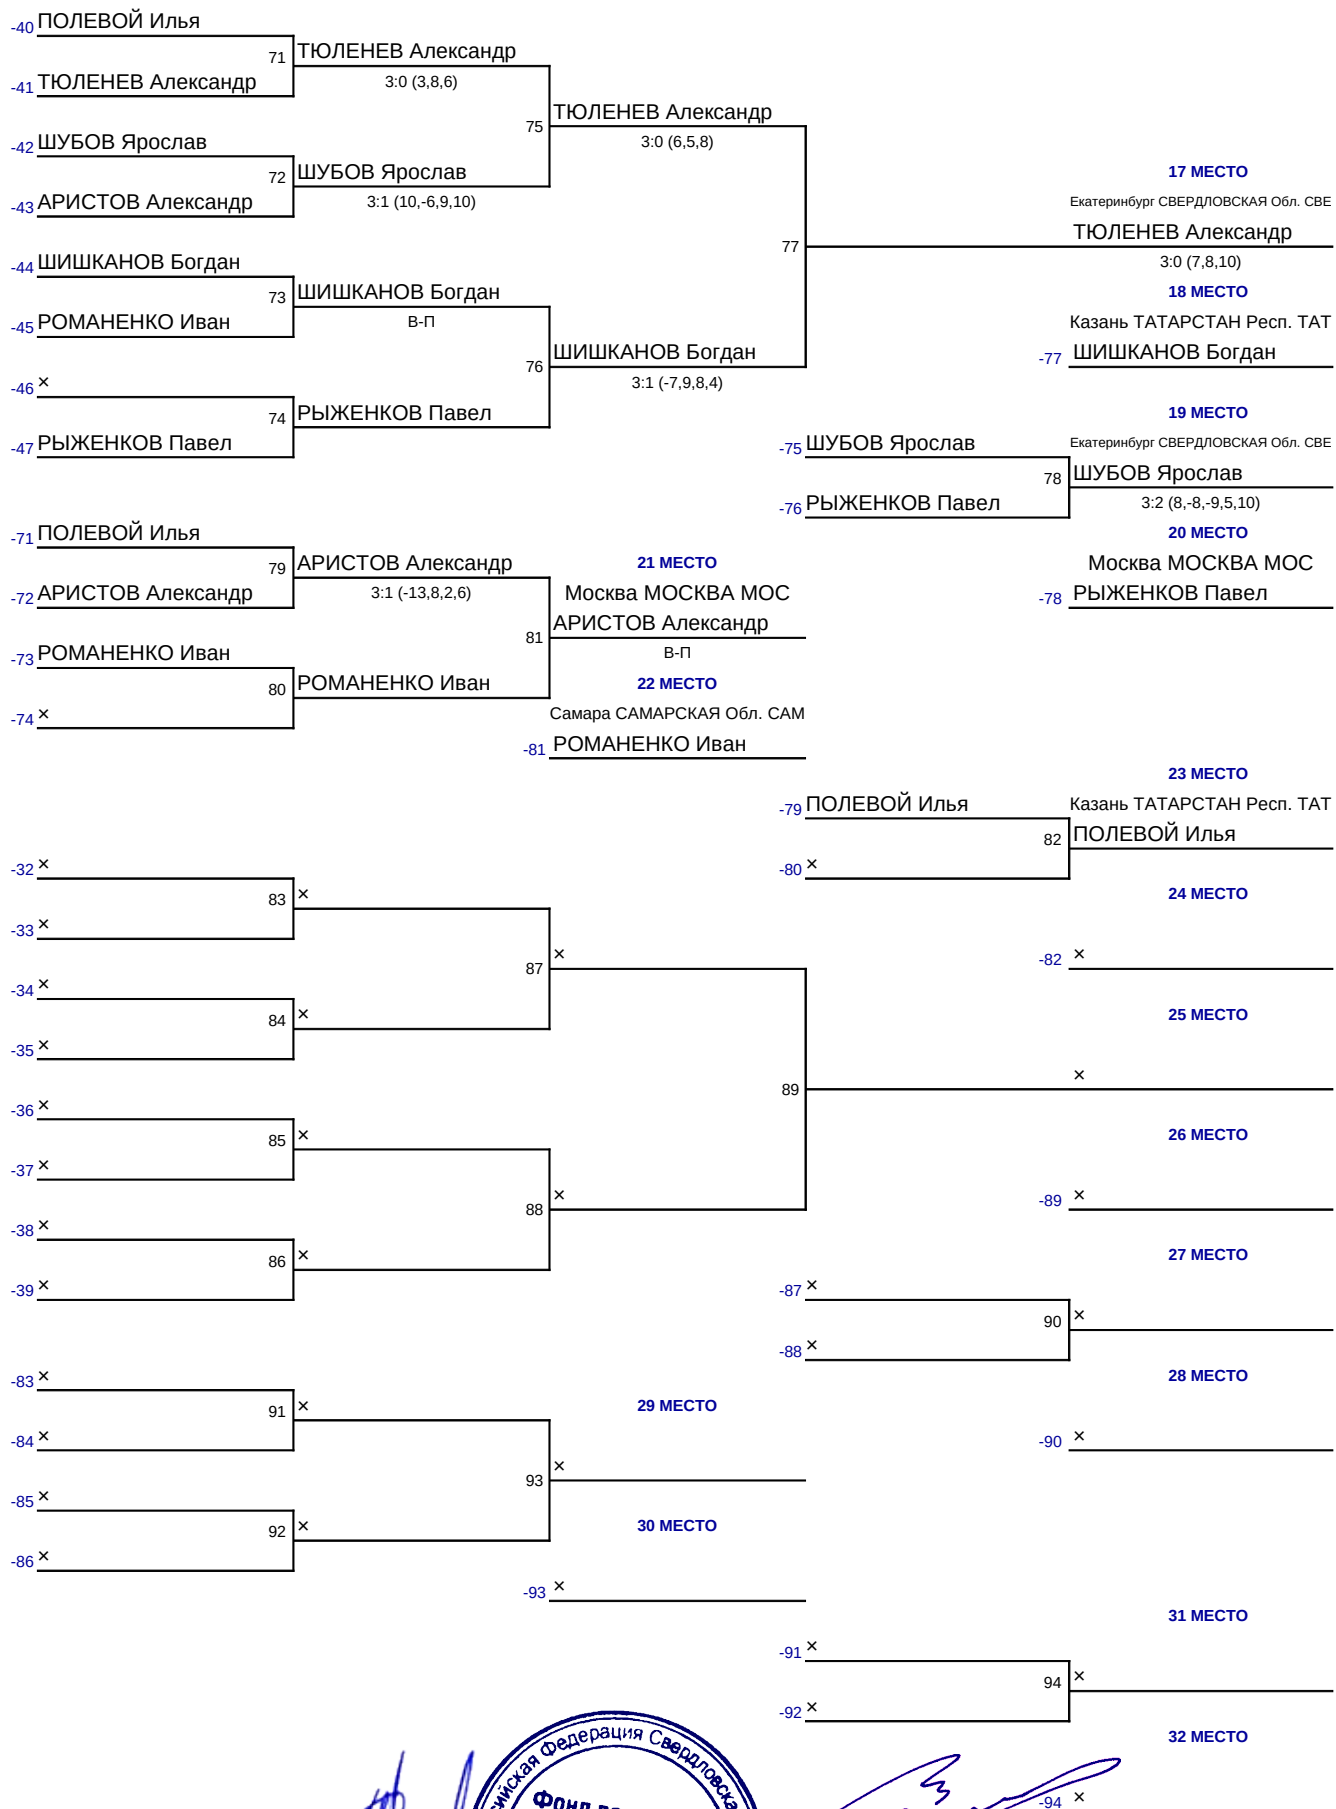 -40 ПОЛЕВОЙ Илья
71 ТЮЛЕНЕВ Александр
-41 ТЮЛЕНЕВ Александр
3:0 (3,8,6)
75 ТЮЛЕНЕВ Александр
3:0 (6,5,8)
-42 ШУБОВ Ярослав
72 ШУБОВ Ярослав
-43 АРИСТОВ Александр
3:1 (10,-6,9,10)
17 МЕСТО
Екатеринбург СВЕРДЛОВСКАЯ Обл. СВЕ
77 ТЮЛЕНЕВ Александр
3:0 (7,8,10)
-44 ШИШКАНОВ Богдан
73 ШИШКАНОВ Богдан
-45 РОМАНЕНКО Иван
В-П
18 МЕСТО
Казань ТАТАРСТАН Респ. ТАТ
76 ШИШКАНОВ Богдан
3:1 (-7,9,8,4)
-77 ШИШКАНОВ Богдан
-46 ×
74 РЫЖЕНКОВ Павел
-47 РЫЖЕНКОВ Павел
19 МЕСТО
-75 ШУБОВ Ярослав
Екатеринбург СВЕРДЛОВСКАЯ Обл. СВЕ
78 ШУБОВ Ярослав
-76 РЫЖЕНКОВ Павел
3:2 (8,-8,-9,5,10)
20 МЕСТО
Москва МОСКВА МОС
-78 РЫЖЕНКОВ Павел
-71 ПОЛЕВОЙ Илья
79 АРИСТОВ Александр
-72 АРИСТОВ Александр
3:1 (-13,8,2,6)
21 МЕСТО
Москва МОСКВА МОС
81 АРИСТОВ Александр
В-П
-73 РОМАНЕНКО Иван
80 РОМАНЕНКО Иван
-74 ×
22 МЕСТО
Самара САМАРСКАЯ Обл. САМ
-81 РОМАНЕНКО Иван
23 МЕСТО
-79 ПОЛЕВОЙ Илья
Казань ТАТАРСТАН Респ. ТАТ
82 ПОЛЕВОЙ Илья
-80 ×
24 МЕСТО
-82 ×
-32 ×
83 ×
-33 ×
87 ×
-34 ×
84 ×
-35 ×
25 МЕСТО
89 ×
-36 ×
85 ×
-37 ×
26 МЕСТО
88 ×
-89 ×
-38 ×
86 ×
-39 ×
27 МЕСТО
-87 ×
90 ×
-88 ×
28 МЕСТО
-90 ×
-83 ×
91 ×
-84 ×
29 МЕСТО
93 ×
-85 ×
92 ×
-86 ×
30 МЕСТО
-93 ×
31 МЕСТО
-91 ×
94 ×
-92 ×
32 МЕСТО
-94 ×
Федерация
Фонд